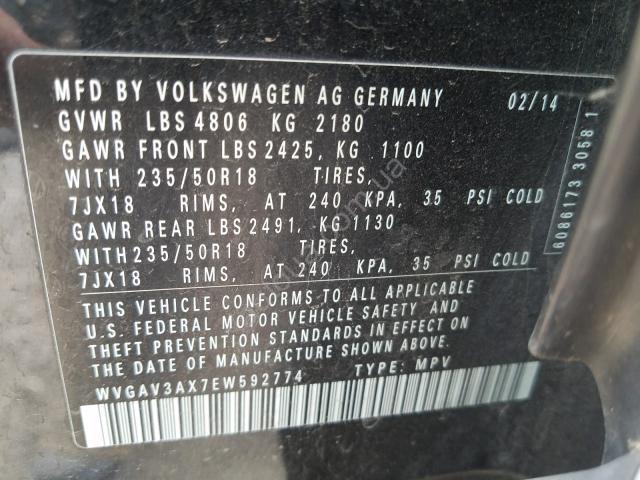 MFD BY VOLKSWAGEN AG GERMANY 02/14
GVWR LBS 4806 KG 2180
GAWR FRONT LBS 2425, KG 1100
WITH 235/50R18 TIRES,
7JX18 RIMS, AT 240 KPA, 35 PSI COLD
GAWR REAR LBS 2491, KG 1130
WITH 235/50R18 TIRES,
7JX18 RIMS, AT 240 KPA, 35 PSI COLD
THIS VEHICLE CONFORMS TO ALL APPLICABLE
U.S. FEDERAL MOTOR VEHICLE SAFETY AND
THEFT PREVENTION STANDARDS IN EFFECT ON
THE DATE OF MANUFACTURE SHOWN ABOVE.
WVGAV3AX7EW592774 TYPE: MPV
6086173 3058 1